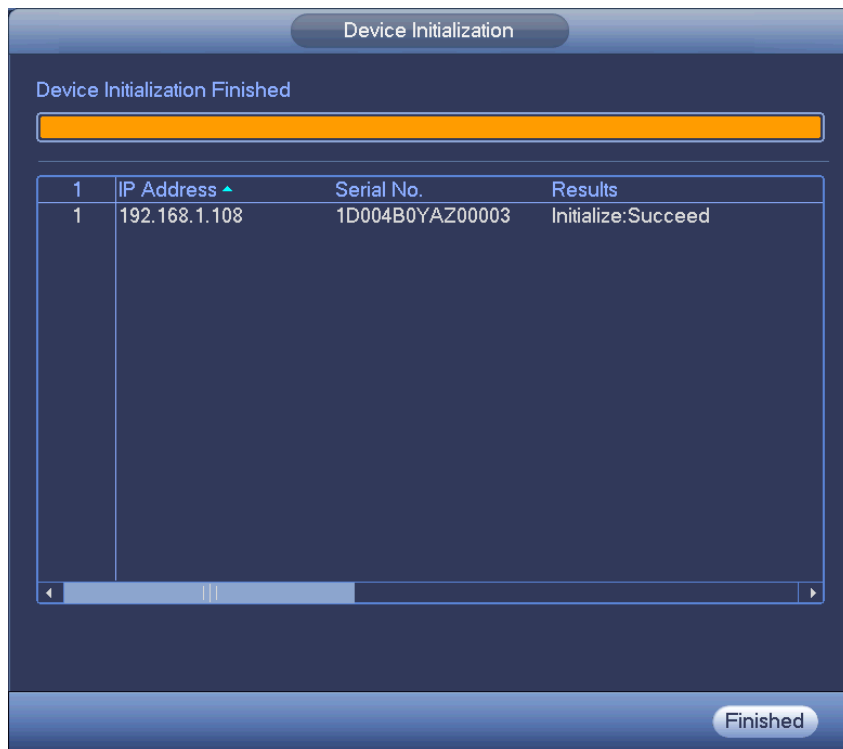 Device Initialization
Device Initialization Finished
1 IP Address Serial No. Results
1 192.168.1.108 1D004B0YAZ00003 Initialize:Succeed
Finished